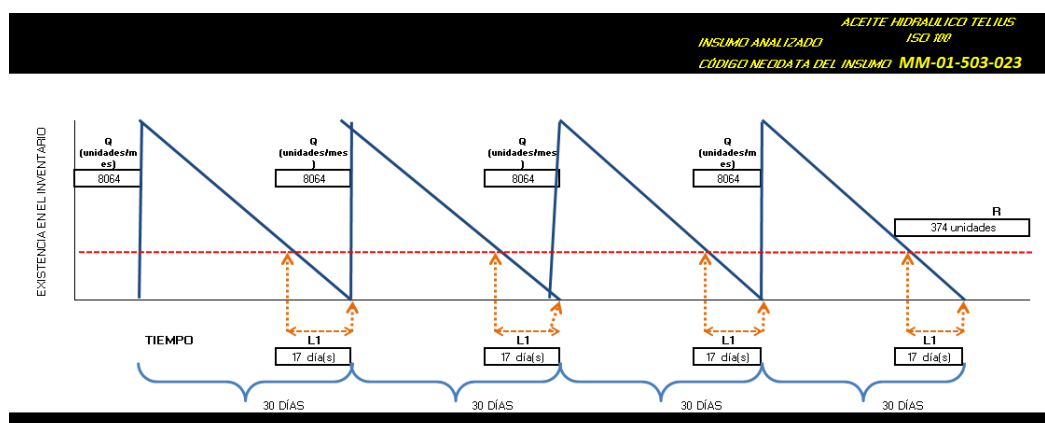 ACEITE HIDRAULICO TELIUS
ISO 100
INSUMO ANALIZADO
CÓDIGO NEODATA DEL INSUMO MM-01-503-023
EXISTENCIA EN EL INVENTARIO
Q
(unidades/m
es)
8064
Q
(unidades/mes
)
8064
Q
(unidades/mes
)
8064
Q
(unidades/m
es)
8064
R
374 unidades
TIEMPO
L1
17 día(s)
L1
17 día(s)
L1
17 día(s)
L1
17 día(s)
30 DÍAS
30 DÍAS
30 DÍAS
30 DÍAS